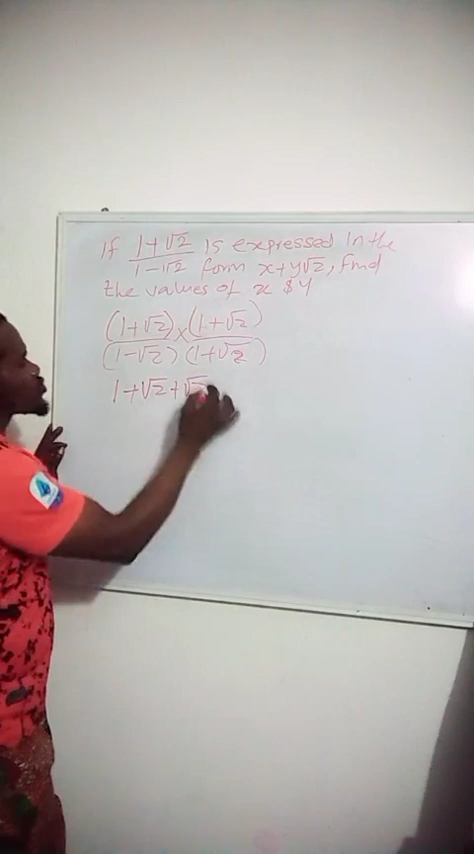 If (1+√2)/(1-√2) is expressed in the
form x+y√2, find
the values of x & y
(1+√2)/(1-√2) × (1+√2)/(1+√2)
1+√2+√2